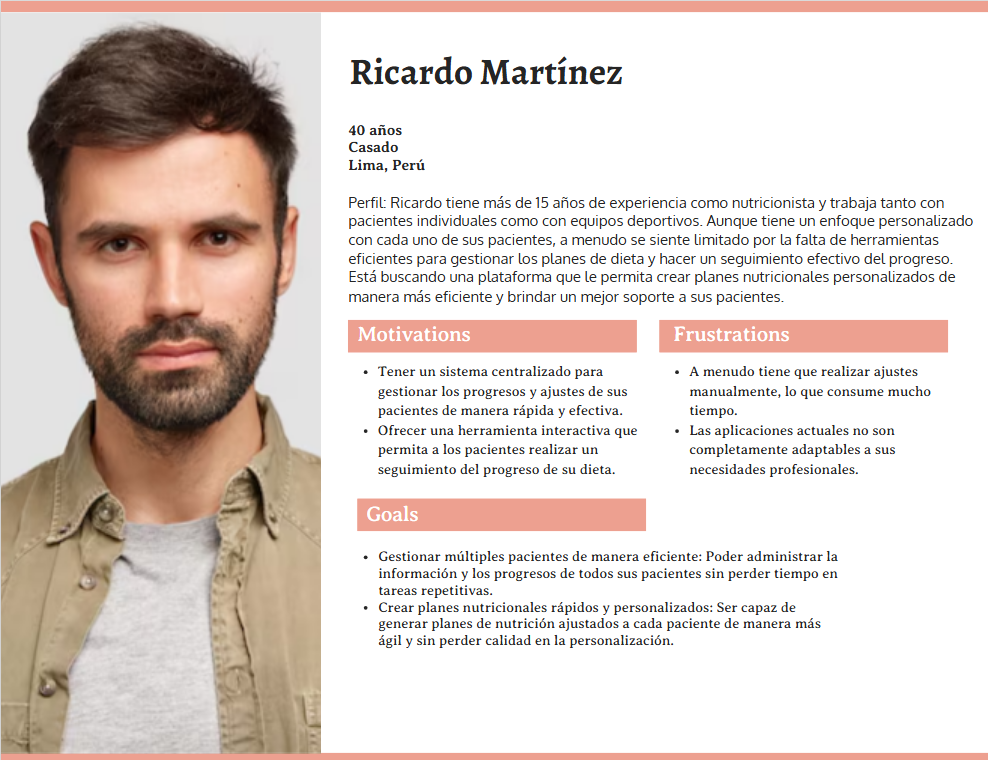 Ricardo Martínez
40 años
Casado
Lima, Perú
Perfil: Ricardo tiene más de 15 años de experiencia como nutricionista y trabaja tanto con
pacientes individuales como con equipos deportivos. Aunque tiene un enfoque personalizado
con cada uno de sus pacientes, a menudo se siente limitado por la falta de herramientas
eficientes para gestionar los planes de dieta y hacer un seguimiento efectivo del progreso.
Está buscando una plataforma que le permita crear planes nutricionales personalizados de
manera más eficiente y brindar un mejor soporte a sus pacientes.
Motivations
• Tener un sistema centralizado para
gestionar los progresos y ajustes de sus
pacientes de manera rápida y efectiva.
• Ofrecer una herramienta interactiva que
permita a los pacientes realizar un
seguimiento del progreso de su dieta.
Frustrations
• A menudo tiene que realizar ajustes
manualmente, lo que consume mucho
tiempo.
• Las aplicaciones actuales no son
completamente adaptables a sus
necesidades profesionales.
Goals
• Gestionar múltiples pacientes de manera eficiente: Poder administrar la
información y los progresos de todos sus pacientes sin perder tiempo en
tareas repetitivas.
• Crear planes nutricionales rápidos y personalizados: Ser capaz de
generar planes de nutrición ajustados a cada paciente de manera más
ágil y sin perder calidad en la personalización.